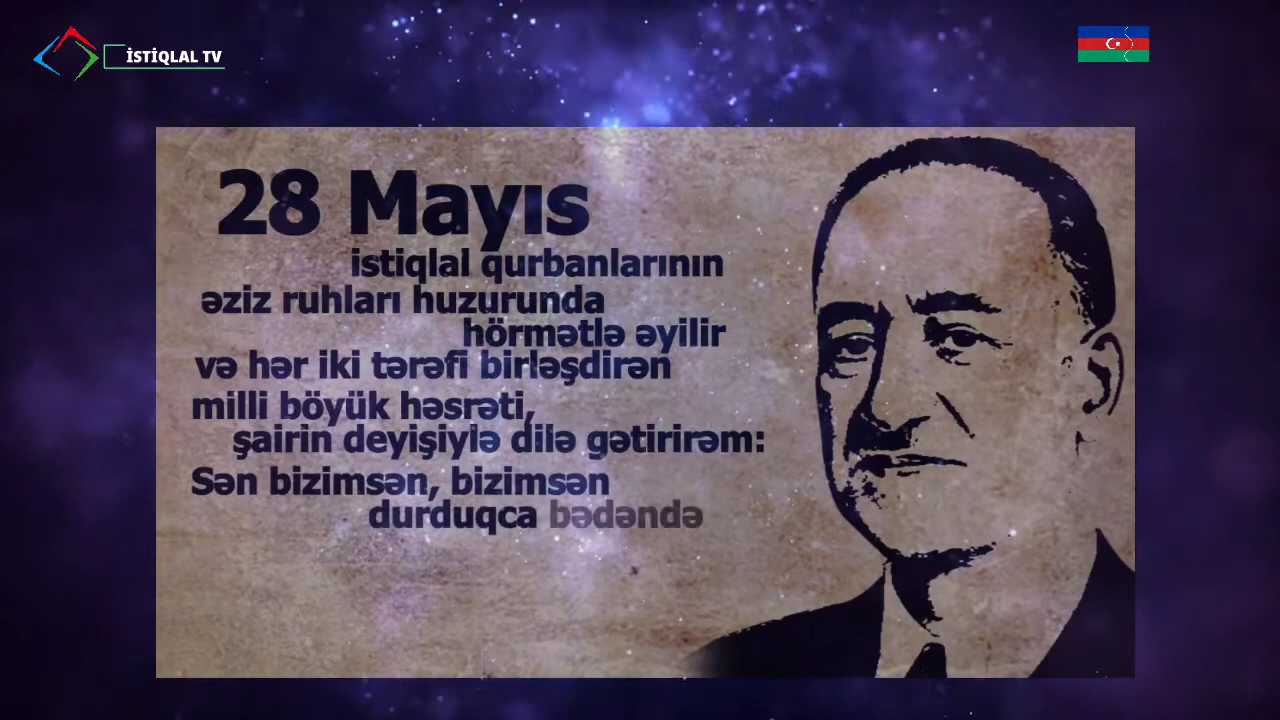 İSTİQLAL TV
28 Mayıs
istiqlal qurbanlarının
əziz ruhları huzurunda
hörmətlə əyilir
və hər iki tərəfi birləşdirən
milli böyük həsrəti,
şairin deyişiylə dilə gətirirəm:
Sən bizimsən, bizimsən
durduqca bədəndə